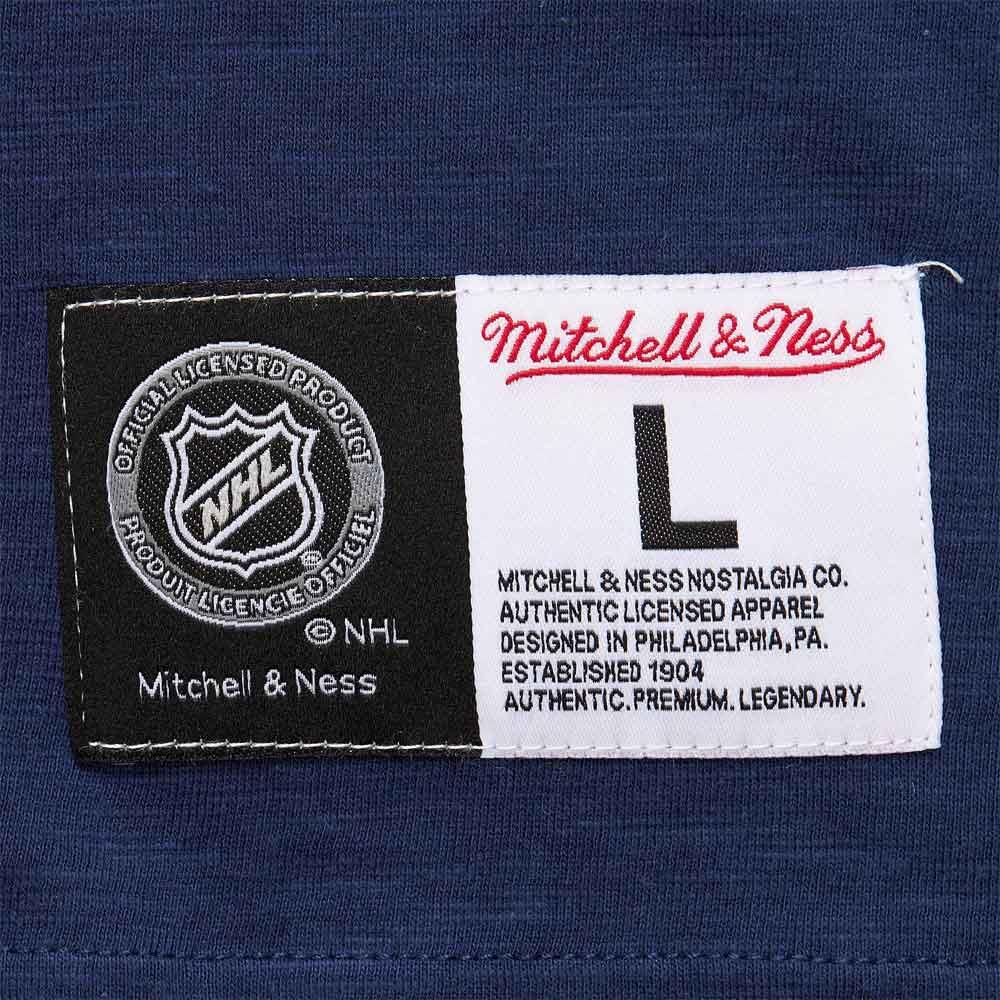 OFFICIAL LICENSED PRODUCT
NHL
PRODUIT LICENCIE OFFICIEL
© NHL
Mitchell & Ness
Mitchell & Ness
L
MITCHELL & NESS NOSTALGIA CO.
AUTHENTIC LICENSED APPAREL
DESIGNED IN PHILADELPHIA, PA.
ESTABLISHED 1904
AUTHENTIC. PREMIUM. LEGENDARY.